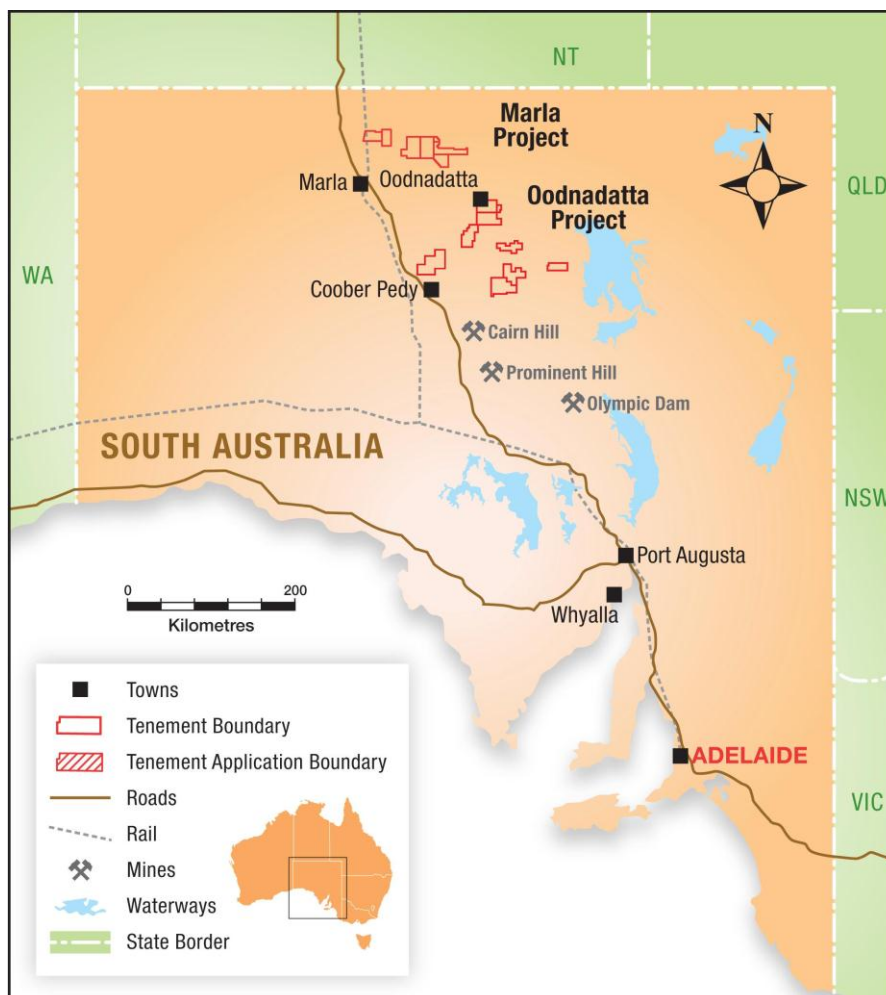 NT
Marla
Project
N
Marla
Oodnadatta
Oodnadatta
Project
QLD
WA
Coober Pedy
Cairn Hill
Prominent Hill
Olympic Dam
SOUTH AUSTRALIA
NSW
Port Augusta
Whyalla
0 200
Kilometres
Towns
Tenement Boundary
Tenement Application Boundary
ADELAIDE
Roads
VIC
Rail
Mines
Waterways
State Border